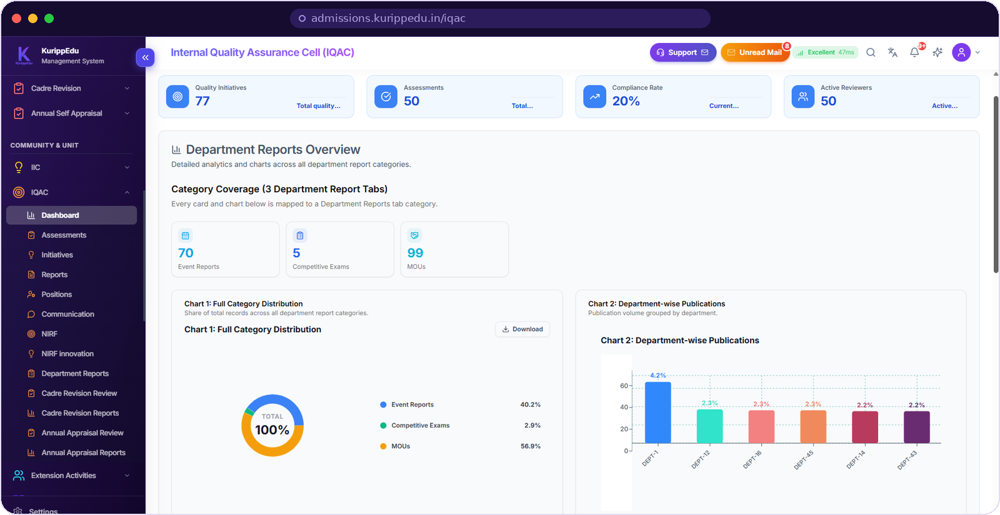 admissions.kurippedu.in/iqac
K
KurippEdu
KurippEdu
Management System
Internal Quality Assurance Cell (IQAC)
Support
Unread Mail
8
Excellent 47ms
9+
Cadre Revision
Annual Self Appraisal
COMMUNITY & UNIT
IIC
IQAC
Dashboard
Assessments
Initiatives
Reports
Positions
Communication
NIRF
NIRF innovation
Department Reports
Cadre Revision Review
Cadre Revision Reports
Annual Appraisal Review
Annual Appraisal Reports
Extension Activities
Settings
Quality Initiatives
77
Total quality...
Assessments
50
Total...
Compliance Rate
20%
Current...
Active Reviewers
50
Active...
Department Reports Overview
Detailed analytics and charts across all department report categories.
Category Coverage (3 Department Report Tabs)
Every card and chart below is mapped to a Department Reports tab category.
70
Event Reports
5
Competitive Exams
99
MOUs
Chart 1: Full Category Distribution
Share of total records across all department report categories.
Chart 1: Full Category Distribution
Download
TOTAL
100%
Event Reports 40.2%
Competitive Exams 2.9%
MOUs 56.9%
Chart 2: Department-wise Publications
Publication volume grouped by department.
Chart 2: Department-wise Publications
60
40
20
0
4.2%
2.3%
2.3%
2.3%
2.2%
2.2%
DEPT-1
DEPT-12
DEPT-16
DEPT-45
DEPT-14
DEPT-43